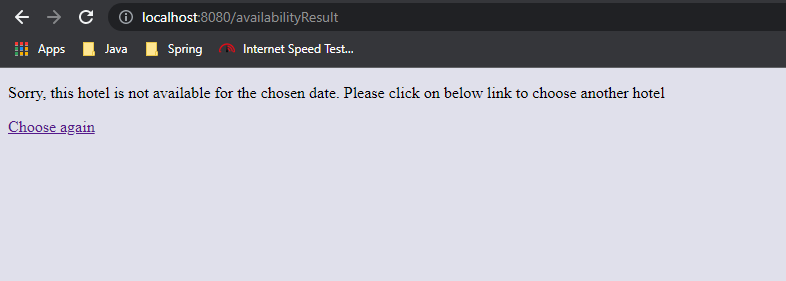 localhost:8080/availabilityResult
Apps Java Spring Internet Speed Test...
Sorry, this hotel is not available for the chosen date. Please click on below link to choose another hotel
Choose again